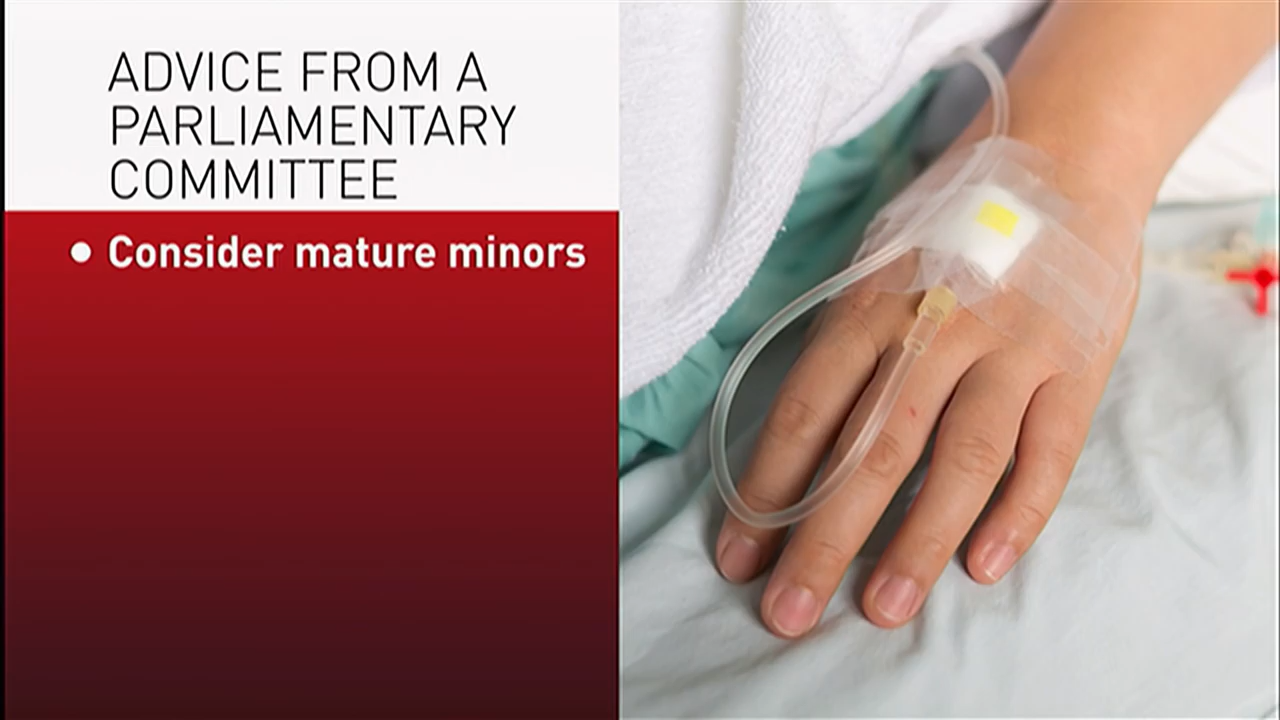 ADVICE FROM A
PARLIAMENTARY
COMMITTEE
● Consider mature minors